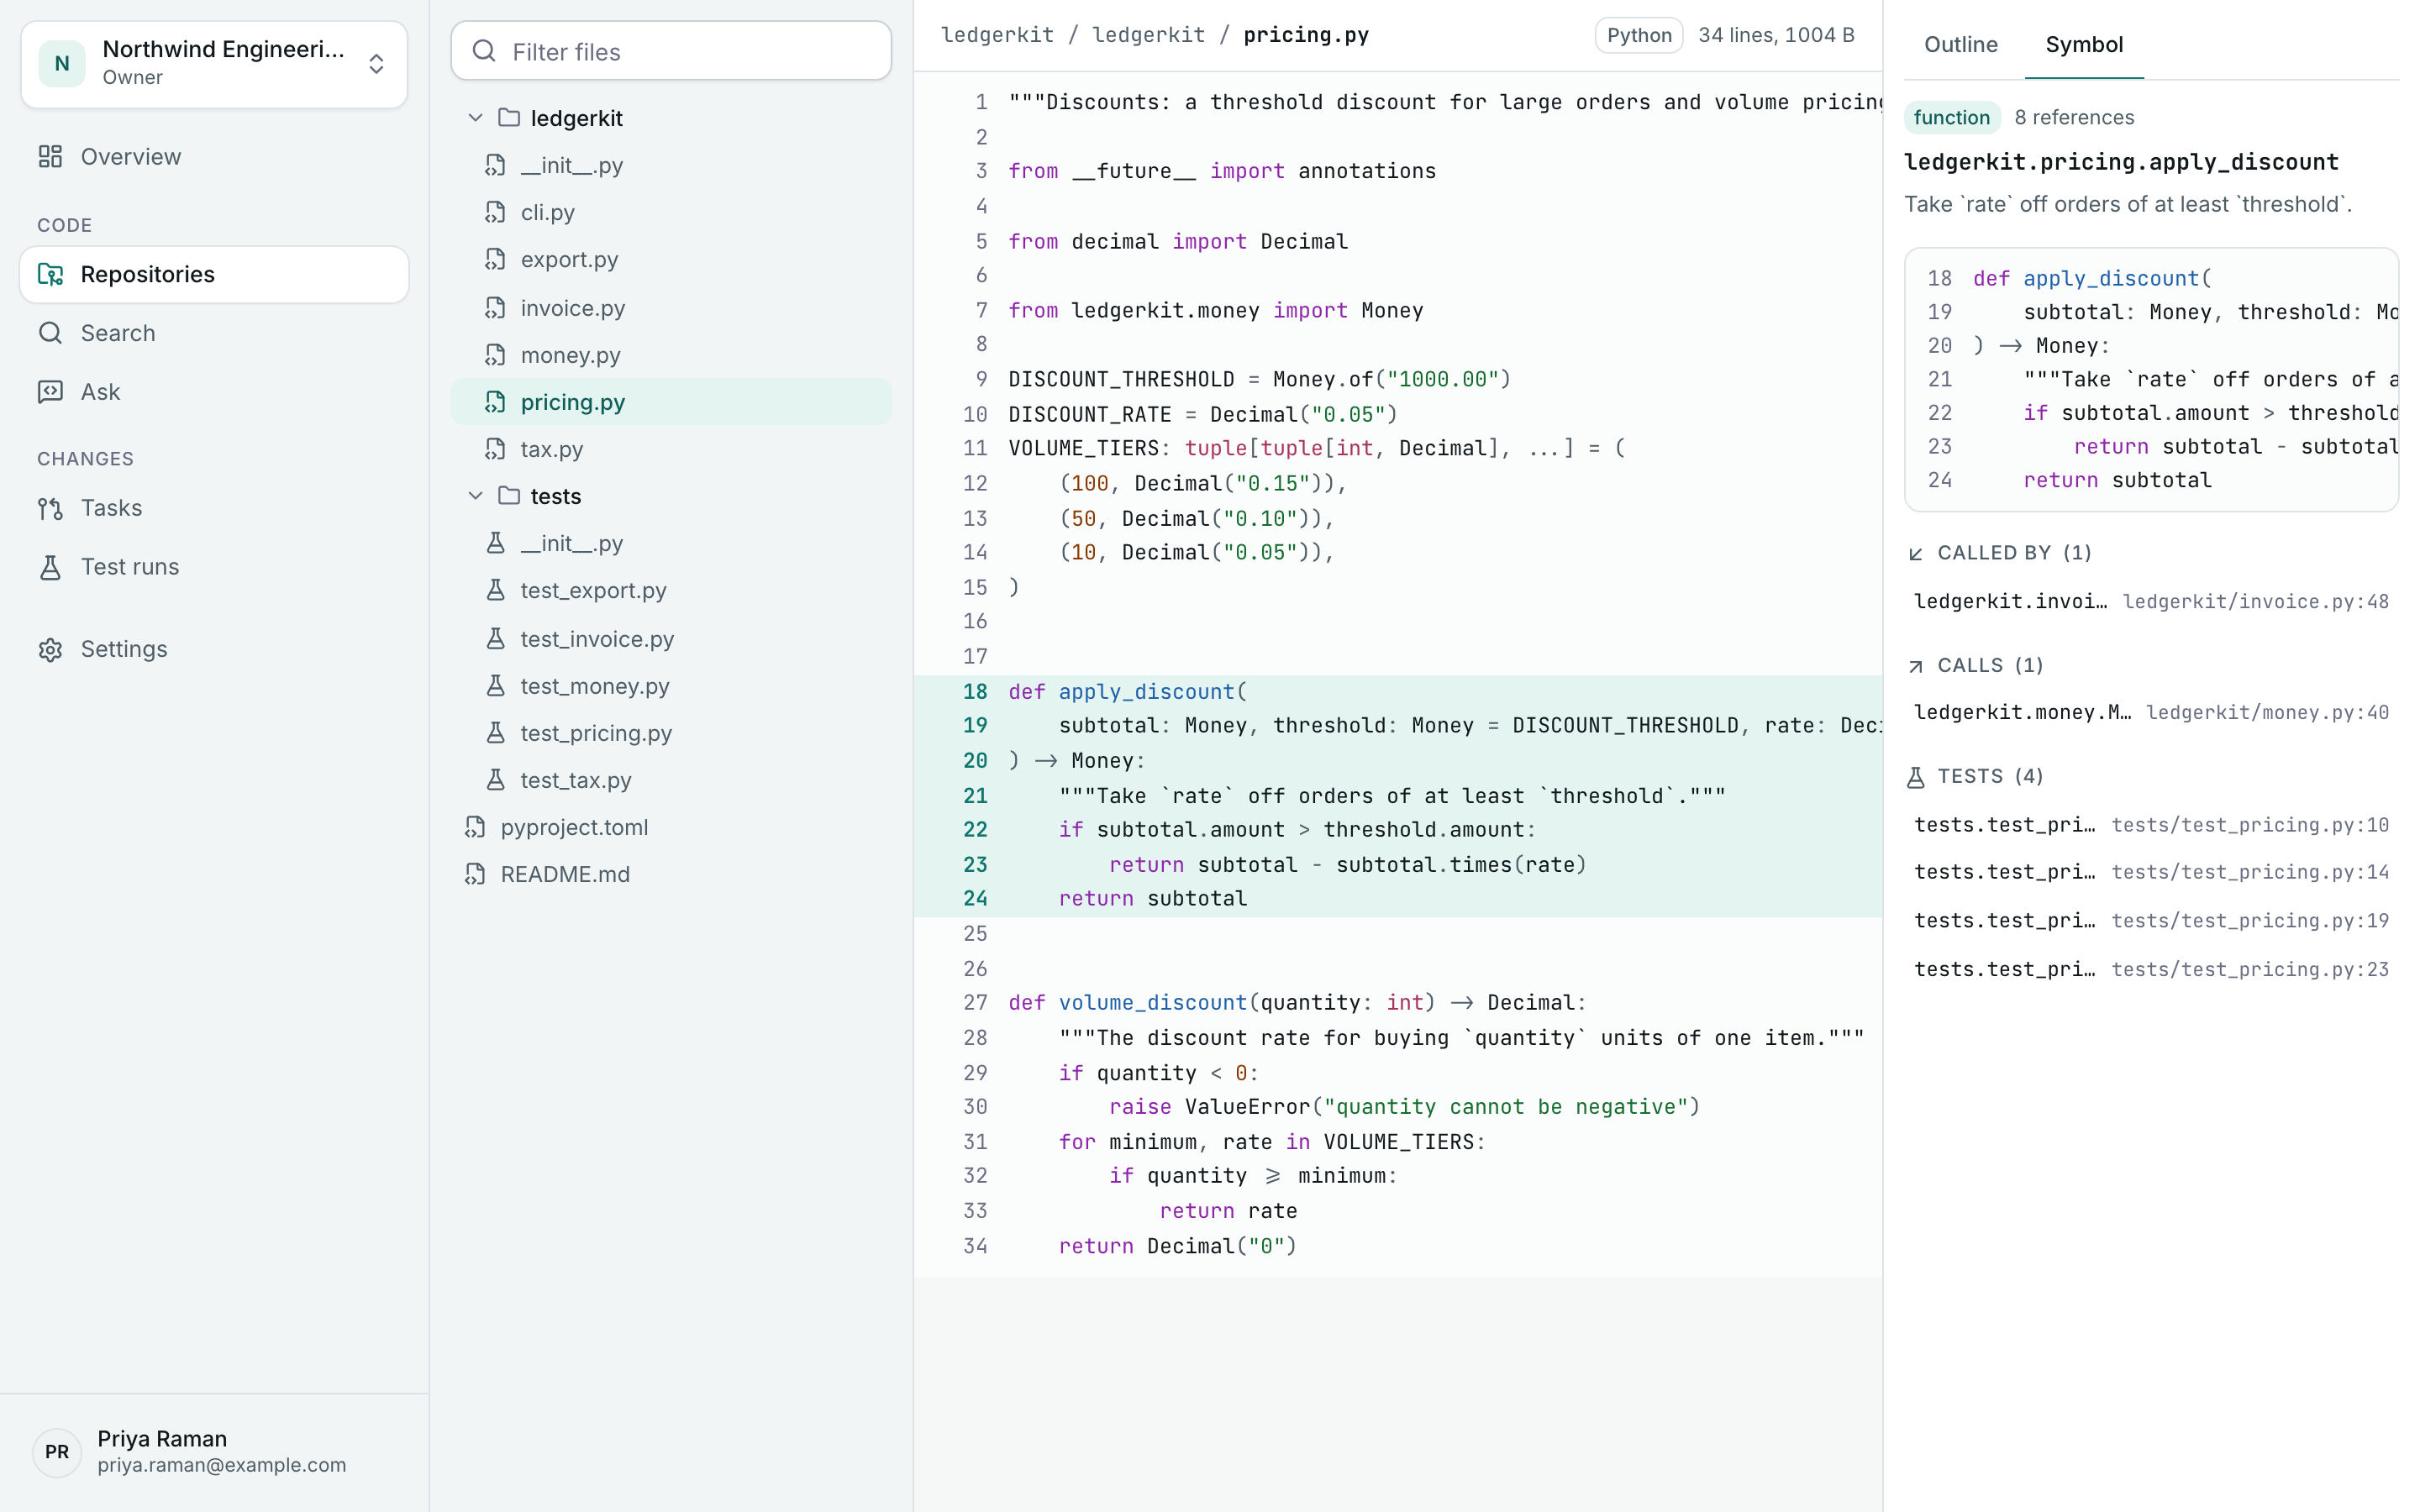 N
Northwind Engineeri...
Owner
Overview
CODE
Repositories
Search
Ask
CHANGES
Tasks
Test runs
Settings
PR
Priya Raman
priya.raman@example.com
Filter files
ledgerkit
__init__.py
cli.py
export.py
invoice.py
money.py
pricing.py
tax.py
tests
__init__.py
test_export.py
test_invoice.py
test_money.py
test_pricing.py
test_tax.py
pyproject.toml
README.md
ledgerkit / ledgerkit / pricing.py
Python 34 lines, 1004 B
1 """Discounts: a threshold discount for large orders and volume pricing
2
3 from __future__ import annotations
4
5 from decimal import Decimal
6
7 from ledgerkit.money import Money
8
9 DISCOUNT_THRESHOLD = Money.of("1000.00")
10 DISCOUNT_RATE = Decimal("0.05")
11 VOLUME_TIERS: tuple[tuple[int, Decimal], ...] = (
12     (100, Decimal("0.15")),
13     (50, Decimal("0.10")),
14     (10, Decimal("0.05")),
15 )
16
17
18 def apply_discount(
19     subtotal: Money, threshold: Money = DISCOUNT_THRESHOLD, rate: Deci
20 ) -> Money:
21     """Take `rate` off orders of at least `threshold`."""
22     if subtotal.amount > threshold.amount:
23         return subtotal - subtotal.times(rate)
24     return subtotal
25
26
27 def volume_discount(quantity: int) -> Decimal:
28     """The discount rate for buying `quantity` units of one item."""
29     if quantity < 0:
30         raise ValueError("quantity cannot be negative")
31     for minimum, rate in VOLUME_TIERS:
32         if quantity >= minimum:
33             return rate
34     return Decimal("0")
Outline Symbol
function 8 references
ledgerkit.pricing.apply_discount
Take `rate` off orders of at least `threshold`.
18 def apply_discount(
19     subtotal: Money, threshold: Mo
20 ) -> Money:
21     """Take `rate` off orders of a
22     if subtotal.amount > threshold
23         return subtotal - subtotal
24     return subtotal
CALLED BY (1)
ledgerkit.invoi... ledgerkit/invoice.py:48
CALLS (1)
ledgerkit.money.M... ledgerkit/money.py:40
TESTS (4)
tests.test_pri... tests/test_pricing.py:10
tests.test_pri... tests/test_pricing.py:14
tests.test_pri... tests/test_pricing.py:19
tests.test_pri... tests/test_pricing.py:23